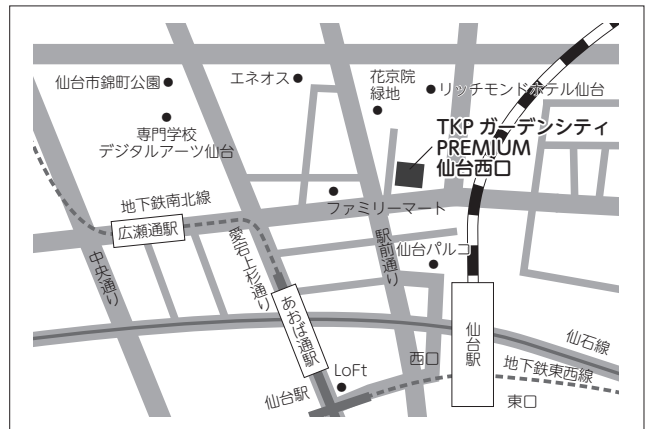 仙台市錦町公園
エネオス
花京院
緑地
リッチモンドホテル仙台
専門学校
デジタルアーツ仙台
TKP ガーデンシティ
PREMIUM
仙台西口
地下鉄南北線
ファミリーマート
広瀬通駅
中央通り
愛宕上杉通り
駅前通り
仙台パルコ
あおば通駅
仙台駅
仙石線
西口
地下鉄東西線
LoFt
仙台駅
東口